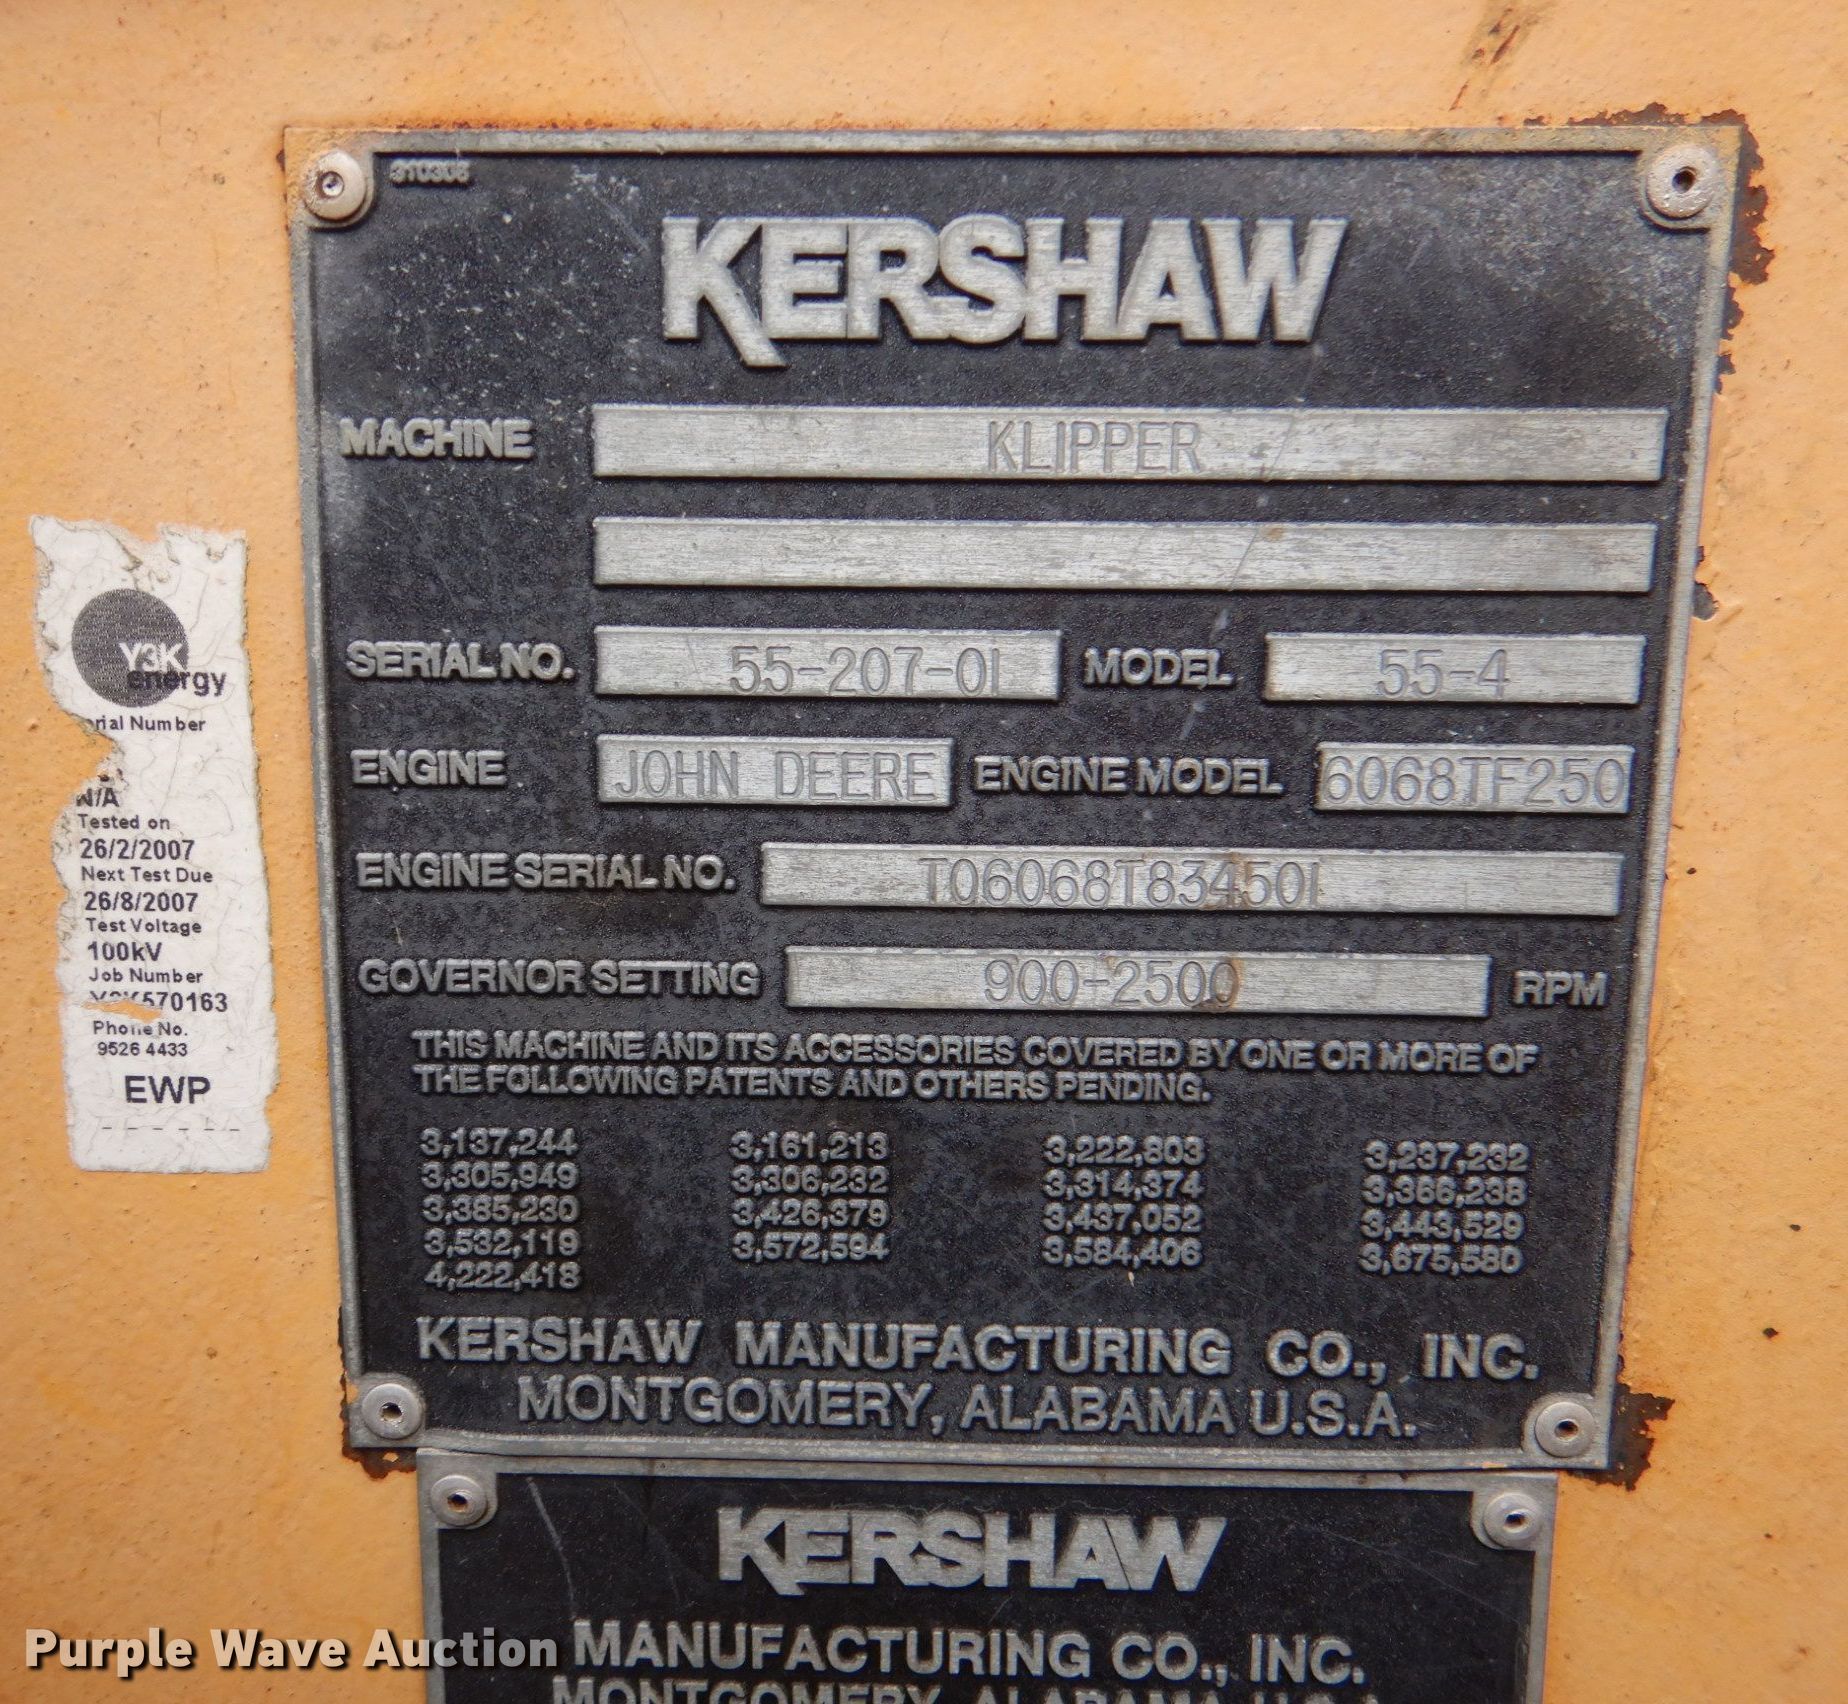 310308
KERSHAW
MACHINE KLIPPER
SERIAL NO. 55-207-01 MODEL 55-4
ENGINE JOHN DEERE ENGINE MODEL 6068TF250
ENGINE SERIAL NO. T06068T834501
GOVERNOR SETTING 900-2500 RPM
THIS MACHINE AND ITS ACCESSORIES COVERED BY ONE OR MORE OF
THE FOLLOWING PATENTS AND OTHERS PENDING.
3,137,244 3,161,213 3,222,803 3,237,232
3,305,949 3,306,232 3,314,374 3,366,238
3,385,230 3,426,379 3,437,052 3,443,529
3,532,119 3,572,594 3,584,406 3,675,580
4,222,418
KERSHAW MANUFACTURING CO., INC.
MONTGOMERY, ALABAMA U.S.A.
KERSHAW
MANUFACTURING CO., INC.
MONTGOMERY, ALABAMA U.S.A.
Y3K
energy
Number
N/A
Tested on
26/2/2007
Next Test Due
26/8/2007
Test Voltage
100kV
Job Number
Y3K570163
Phone No.
9526 4433
EWP
Purple Wave Auction